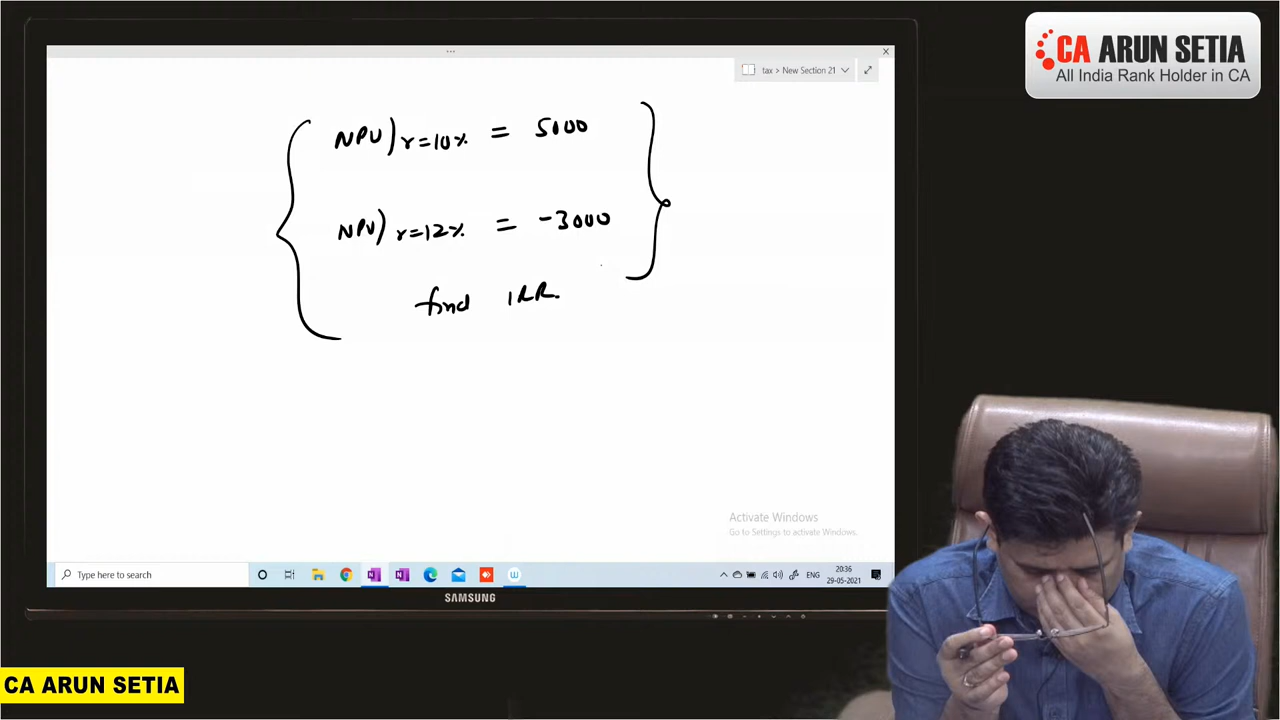 CA ARUN SETIA
All India Rank Holder in CA
tax > New Section 21
NPV)r=10% = 5000
NPV)r=12% = -3000
find IRR.
Activate Windows
Go to Settings to activate Windows.
Type here to search
ENG
20:36
29-05-2021
SAMSUNG
CA ARUN SETIA